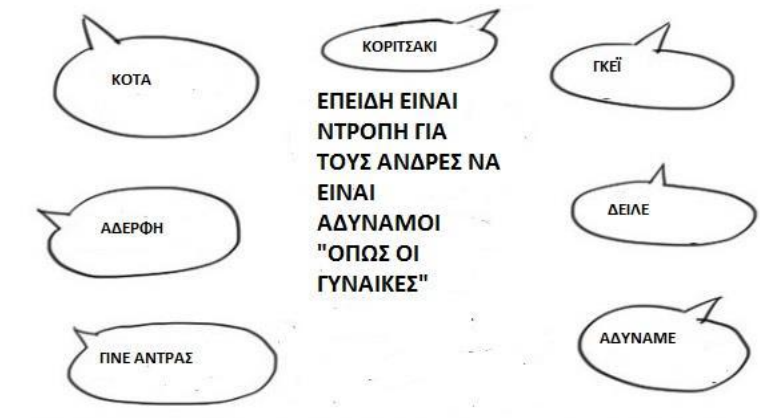 ΚΟΤΑ
ΚΟΡΙΤΣΑΚΙ
ΓΚΕΪ
ΕΠΕΙΔΗ ΕΙΝΑΙ
ΝΤΡΟΠΗ ΓΙΑ
ΤΟΥΣ ΑΝΔΡΕΣ ΝΑ
ΕΙΝΑΙ
ΑΔΥΝΑΜΟΙ
"ΟΠΩΣ ΟΙ
ΓΥΝΑΙΚΕΣ"
ΑΔΕΡΦΗ
ΔΕΙΛΕ
ΓΙΝΕ ΑΝΤΡΑΣ
ΑΔΥΝΑΜΕ